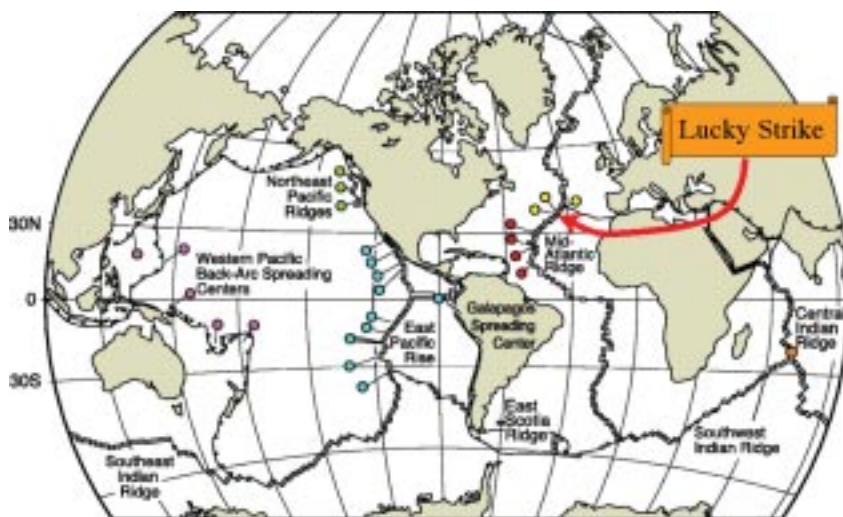 Lucky Strike
Northeast
Pacific
Ridges
30N
Western Pacific
Back-Arc Spreading
Centers
Mid-
Atlantic
Ridge
0
Galapagos
Spreading
Center
East
Pacific
Rise
Central
Indian
Ridge
30S
East
Scotia
Ridge
Southwest
Indian Ridge
Southeast
Indian
Ridge